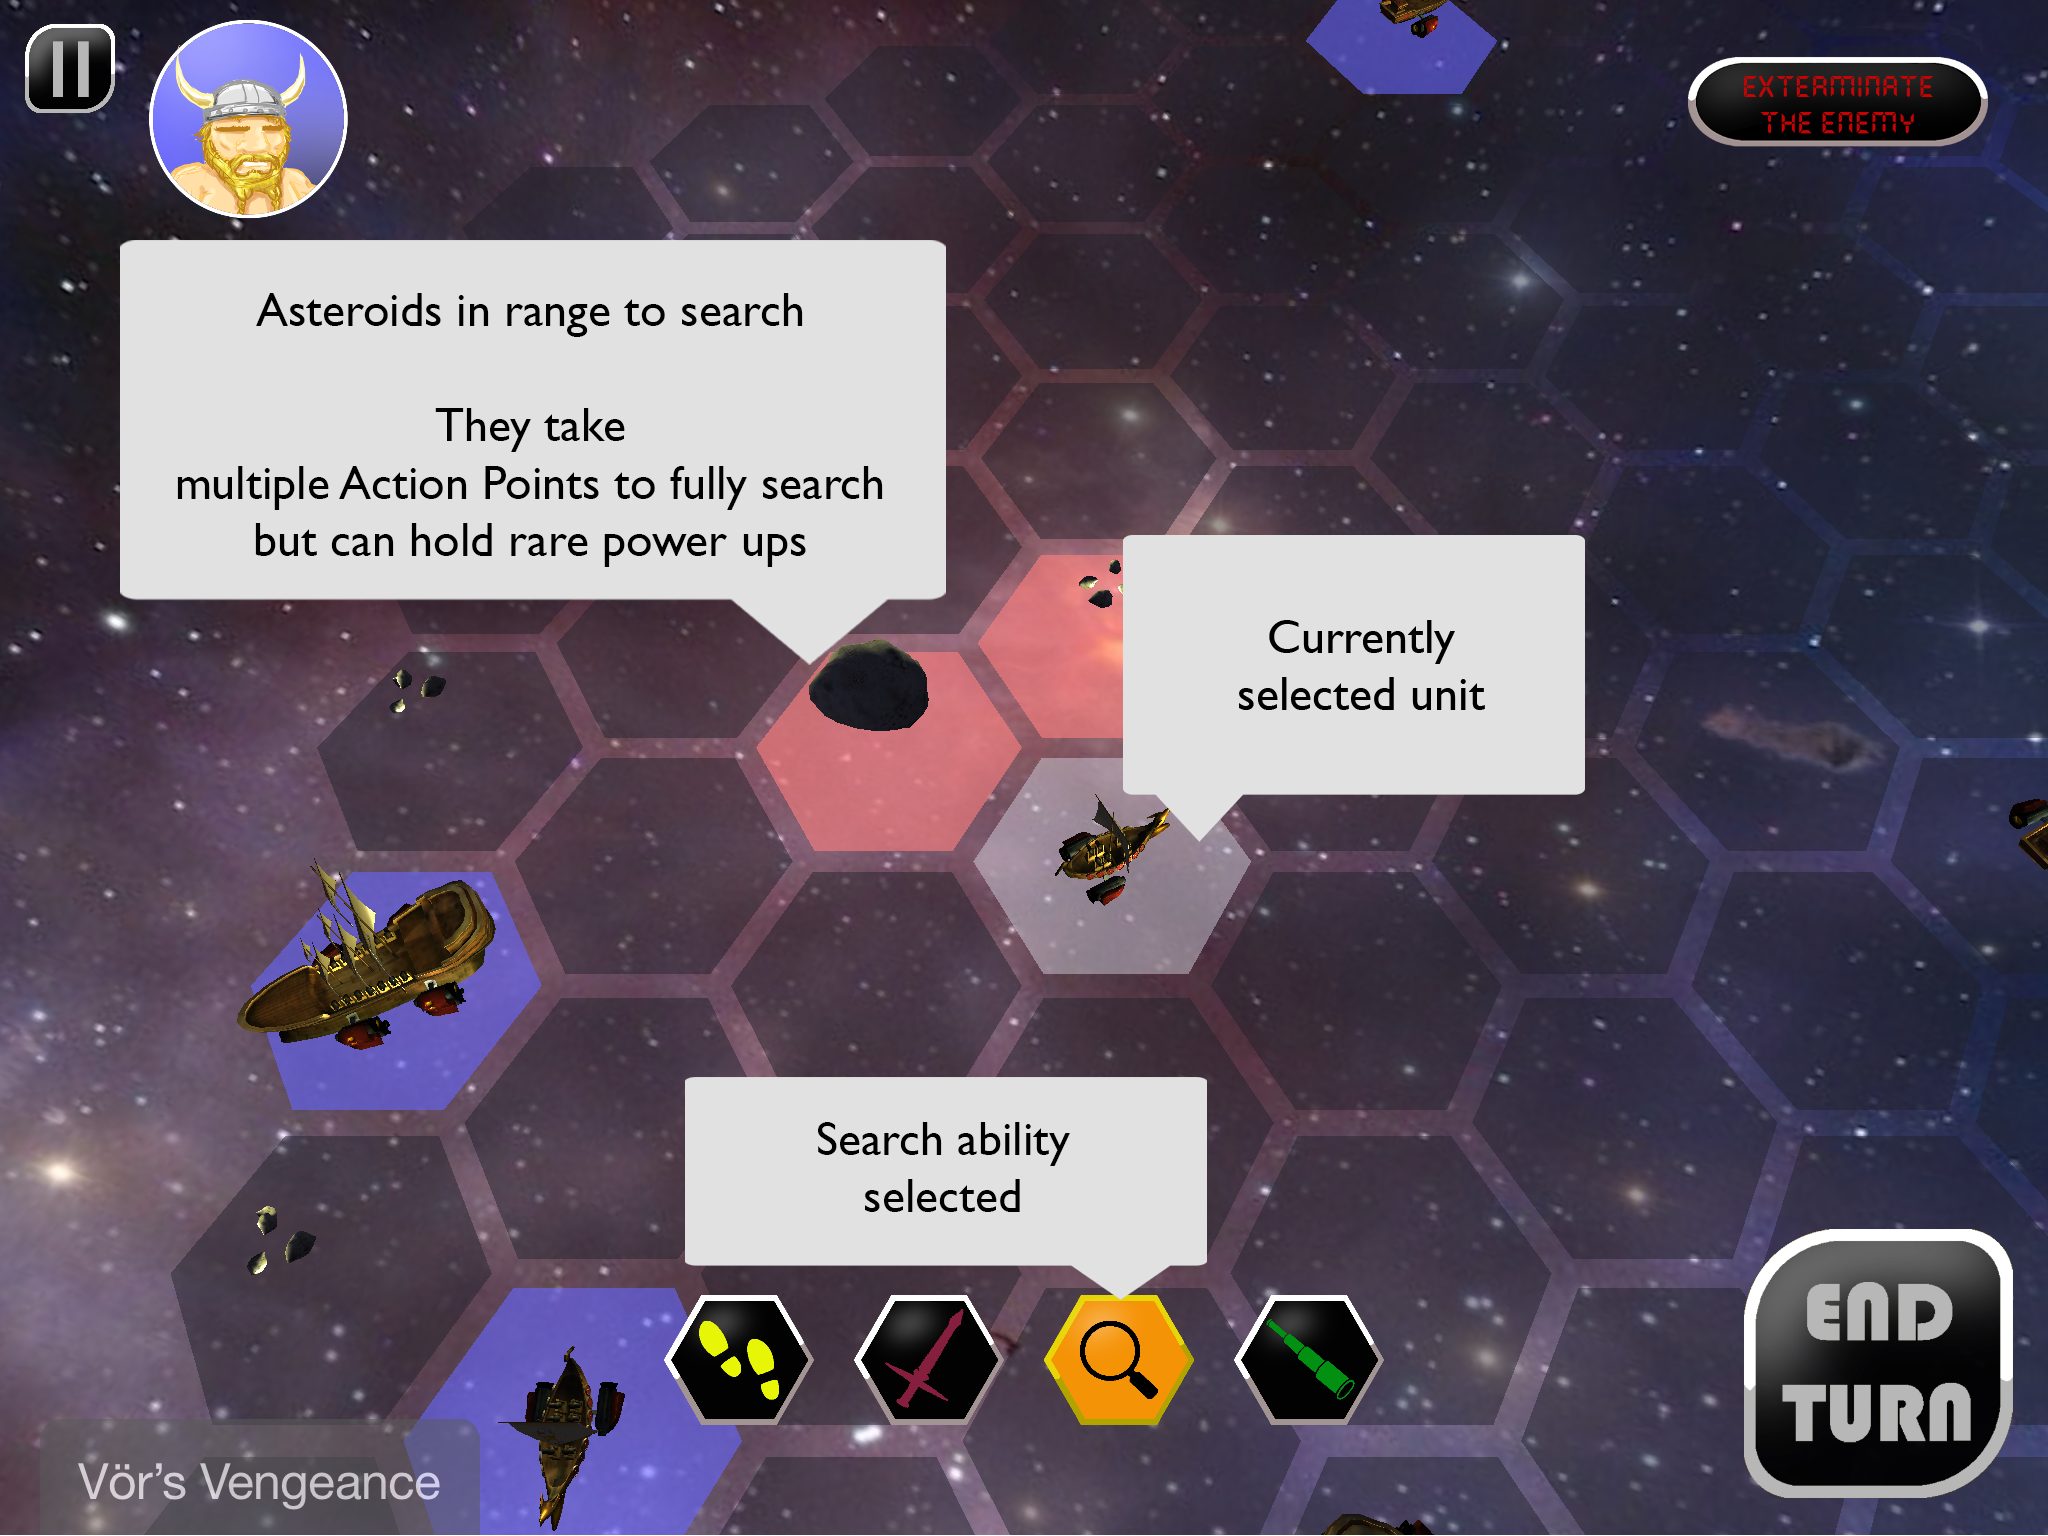 EXTERMINATE
THE ENEMY
Asteroids in range to search
They take
multiple Action Points to fully search
but can hold rare power ups
Currently
selected unit
Search ability
selected
END
TURN
Vör's Vengeance